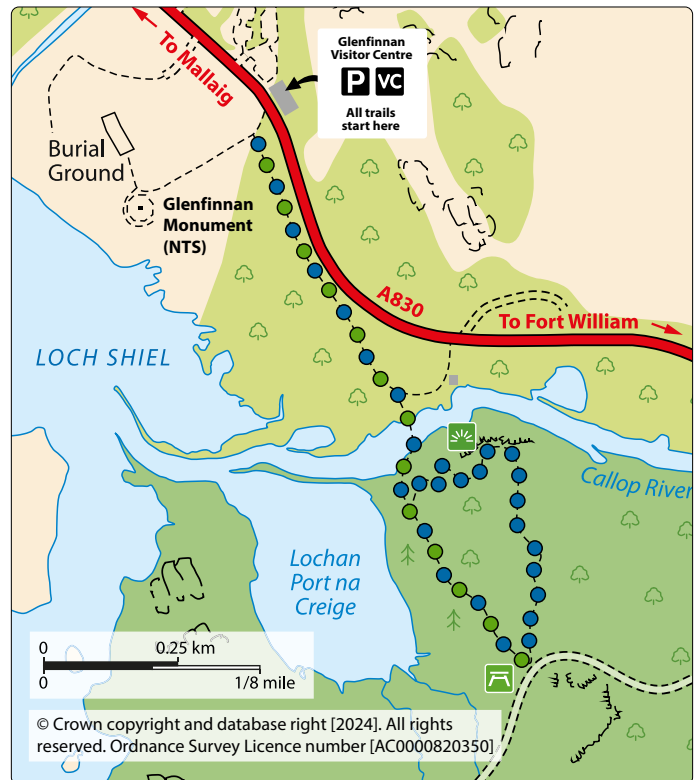 To Mallaig
Glenfinnan
Visitor Centre
P VC
All trails
start here
Burial
Ground
Glenfinnan
Monument
(NTS)
A830
To Fort William
LOCH SHIEL
Callop River
Lochan
Port na
Creige
0 0.25 km
0 1/8 mile
© Crown copyright and database right [2024]. All rights
reserved. Ordnance Survey Licence number [AC0000820350]